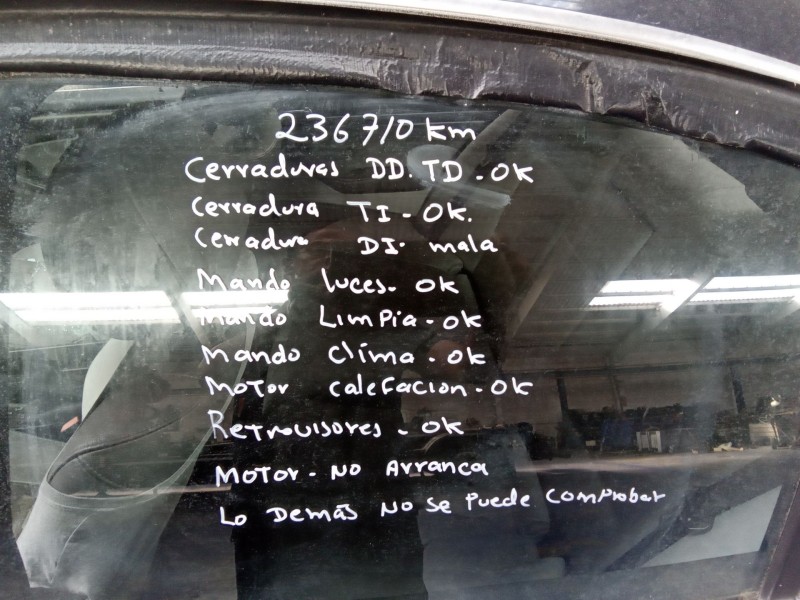 236710 km
Cerraduras DD. TD - OK
Cerradura TI - OK.
Cerradura DI - mala
Mando luces - OK
Mando Limpia - OK
Mando Clima - OK
Motor calefacion - OK
Retrovisores - OK
Motor - No Arranca
Lo Demás No se Puede Comprobar